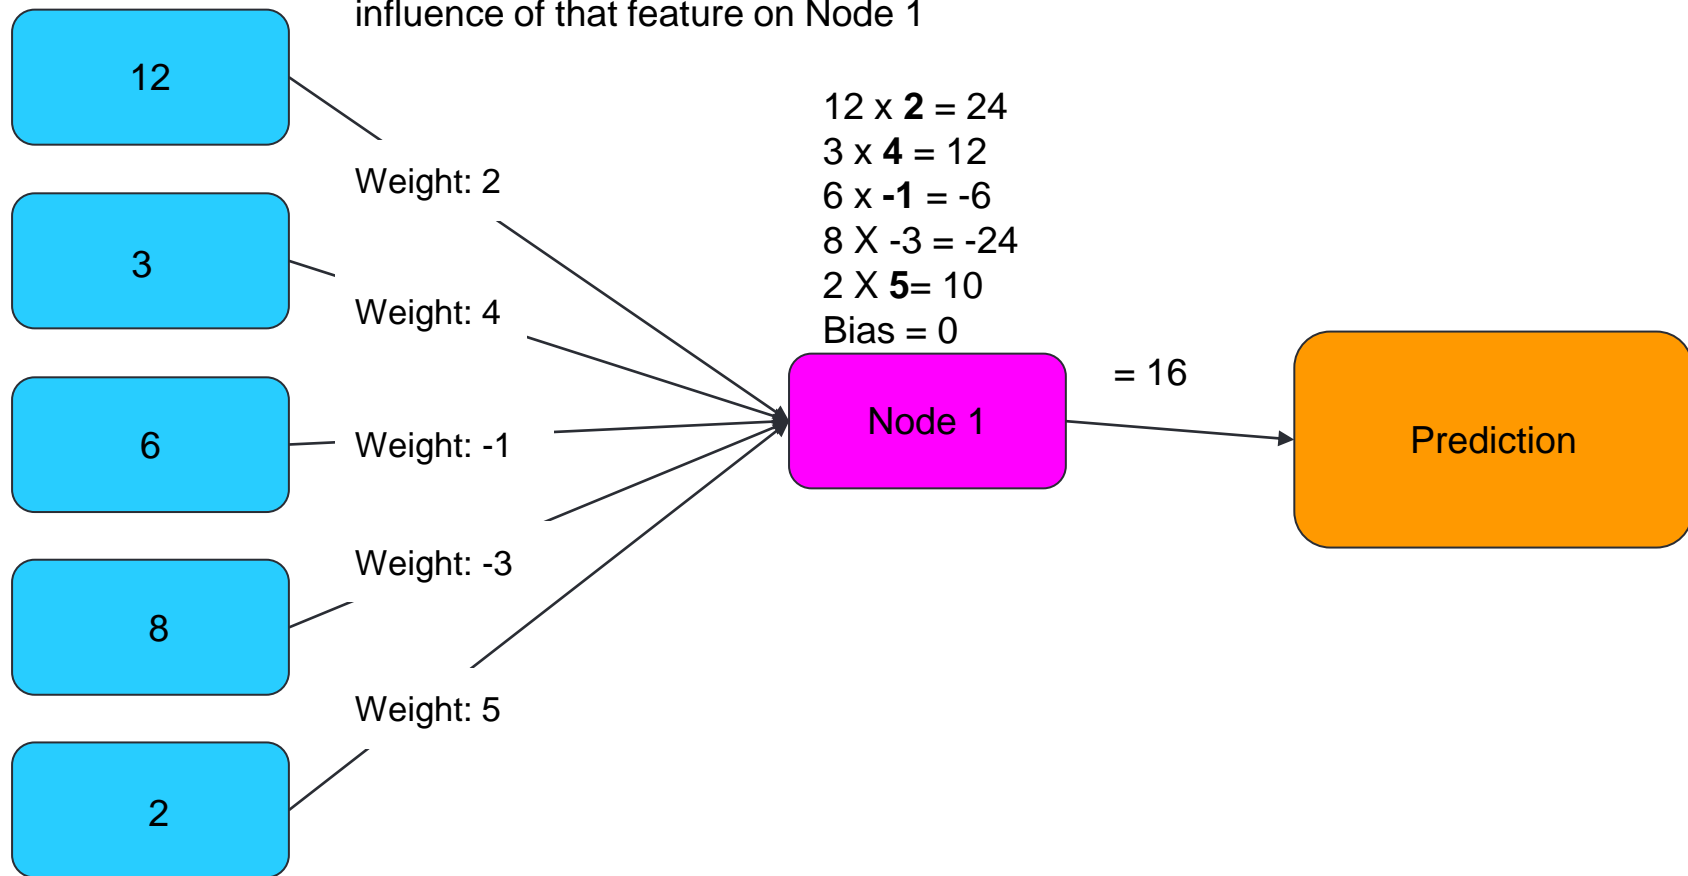 influence of that feature on Node 1
12
Weight: 2
3
Weight: 4
6
Weight: -1
8
Weight: -3
2
Weight: 5
12 x 2 = 24
3 x 4 = 12
6 x -1 = -6
8 X -3 = -24
2 X 5= 10
Bias = 0
Node 1
= 16
Prediction